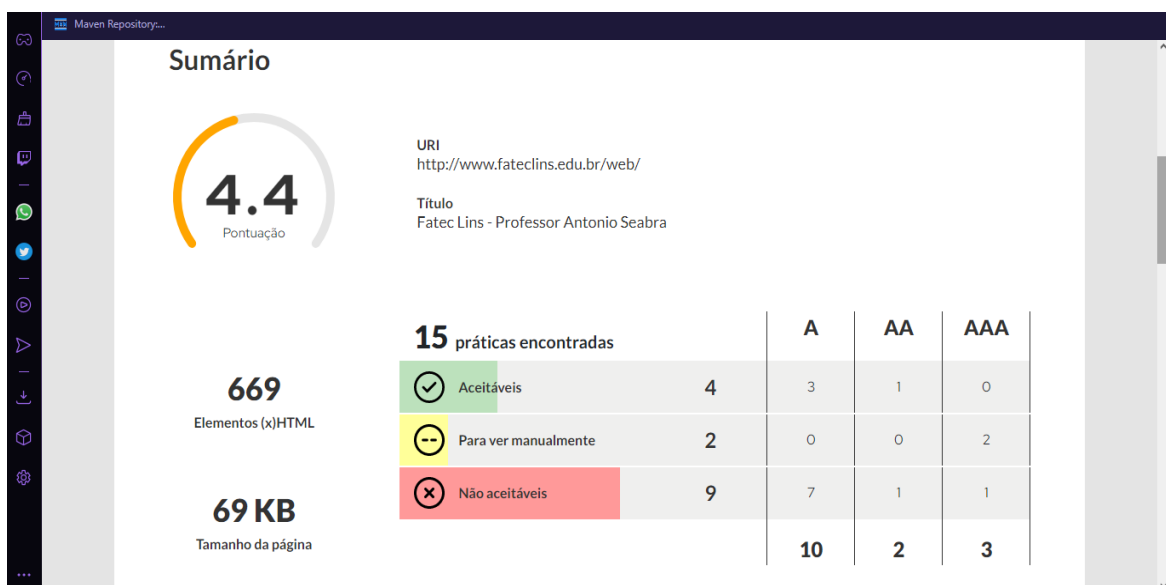 Maven Repository:...
Sumário
4.4
Pontuação
URI
http://www.fateclins.edu.br/web/
Título
Fatec Lins - Professor Antonio Seabra
669
Elementos (x)HTML
69 KB
Tamanho da página
15 práticas encontradas A AA AAA
Aceitáveis 4 3 1 0
Para ver manualmente 2 0 0 2
Não aceitáveis 9 7 1 1
10 2 3